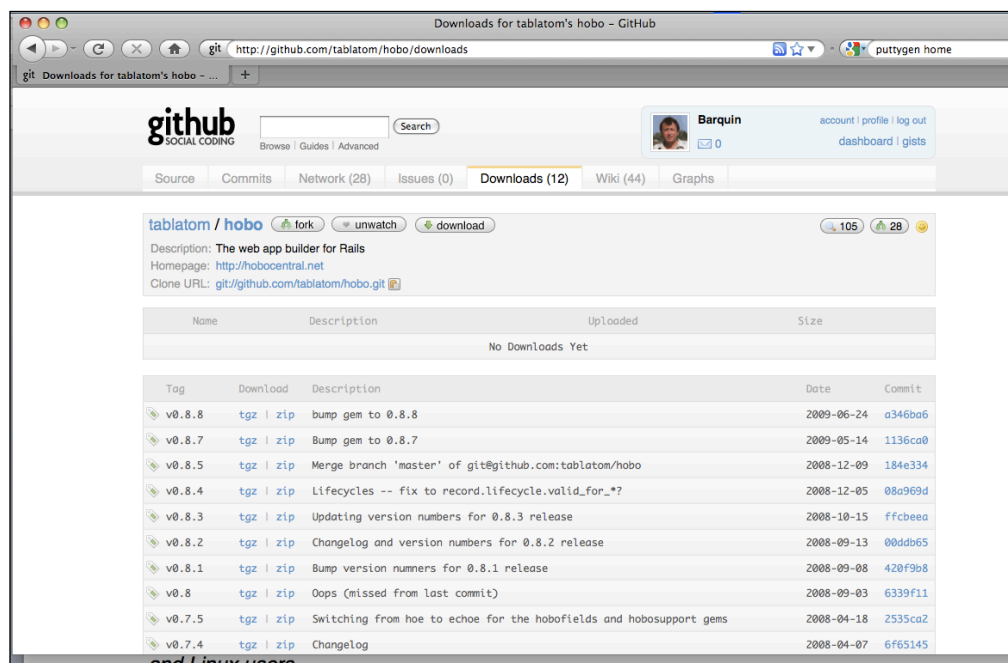 Downloads for tablatom's hobo - GitHub
git http://github.com/tablatom/hobo/downloads puttygen home
git Downloads for tablatom's hobo - ... +
github
SOCIAL CODING
Search
Browse | Guides | Advanced
Barquin
0
account | profile | log out
dashboard | gists
Source Commits Network (28) Issues (0) Downloads (12) Wiki (44) Graphs
tablatom / hobo fork unwatch download 105 28
Description: The web app builder for Rails
Homepage: http://hobocentral.net
Clone URL: git://github.com/tablatom/hobo.git
Name Description Uploaded Size
No Downloads Yet
Tag Download Description Date Commit
v0.8.8 tgz | zip bump gem to 0.8.8 2009-06-24 a346ba6
v0.8.7 tgz | zip Bump gem to 0.8.7 2009-05-14 1136ca0
v0.8.5 tgz | zip Merge branch 'master' of git@github.com:tablatom/hobo 2008-12-09 184e334
v0.8.4 tgz | zip Lifecycles -- fix to record.lifecycle.valid_for_*? 2008-12-05 08a969d
v0.8.3 tgz | zip Updating version numbers for 0.8.3 release 2008-10-15 ffcbeea
v0.8.2 tgz | zip Changelog and version numbers for 0.8.2 release 2008-09-13 00ddb65
v0.8.1 tgz | zip Bump version numners for 0.8.1 release 2008-09-08 420f9b8
v0.8 tgz | zip Oops (missed from last commit) 2008-09-03 6339f11
v0.7.5 tgz | zip Switching from hoe to echoe for the hobofields and hobosupport gems 2008-04-18 2535ca2
v0.7.4 tgz | zip Changelog 2008-04-07 6f65145
and Linux users